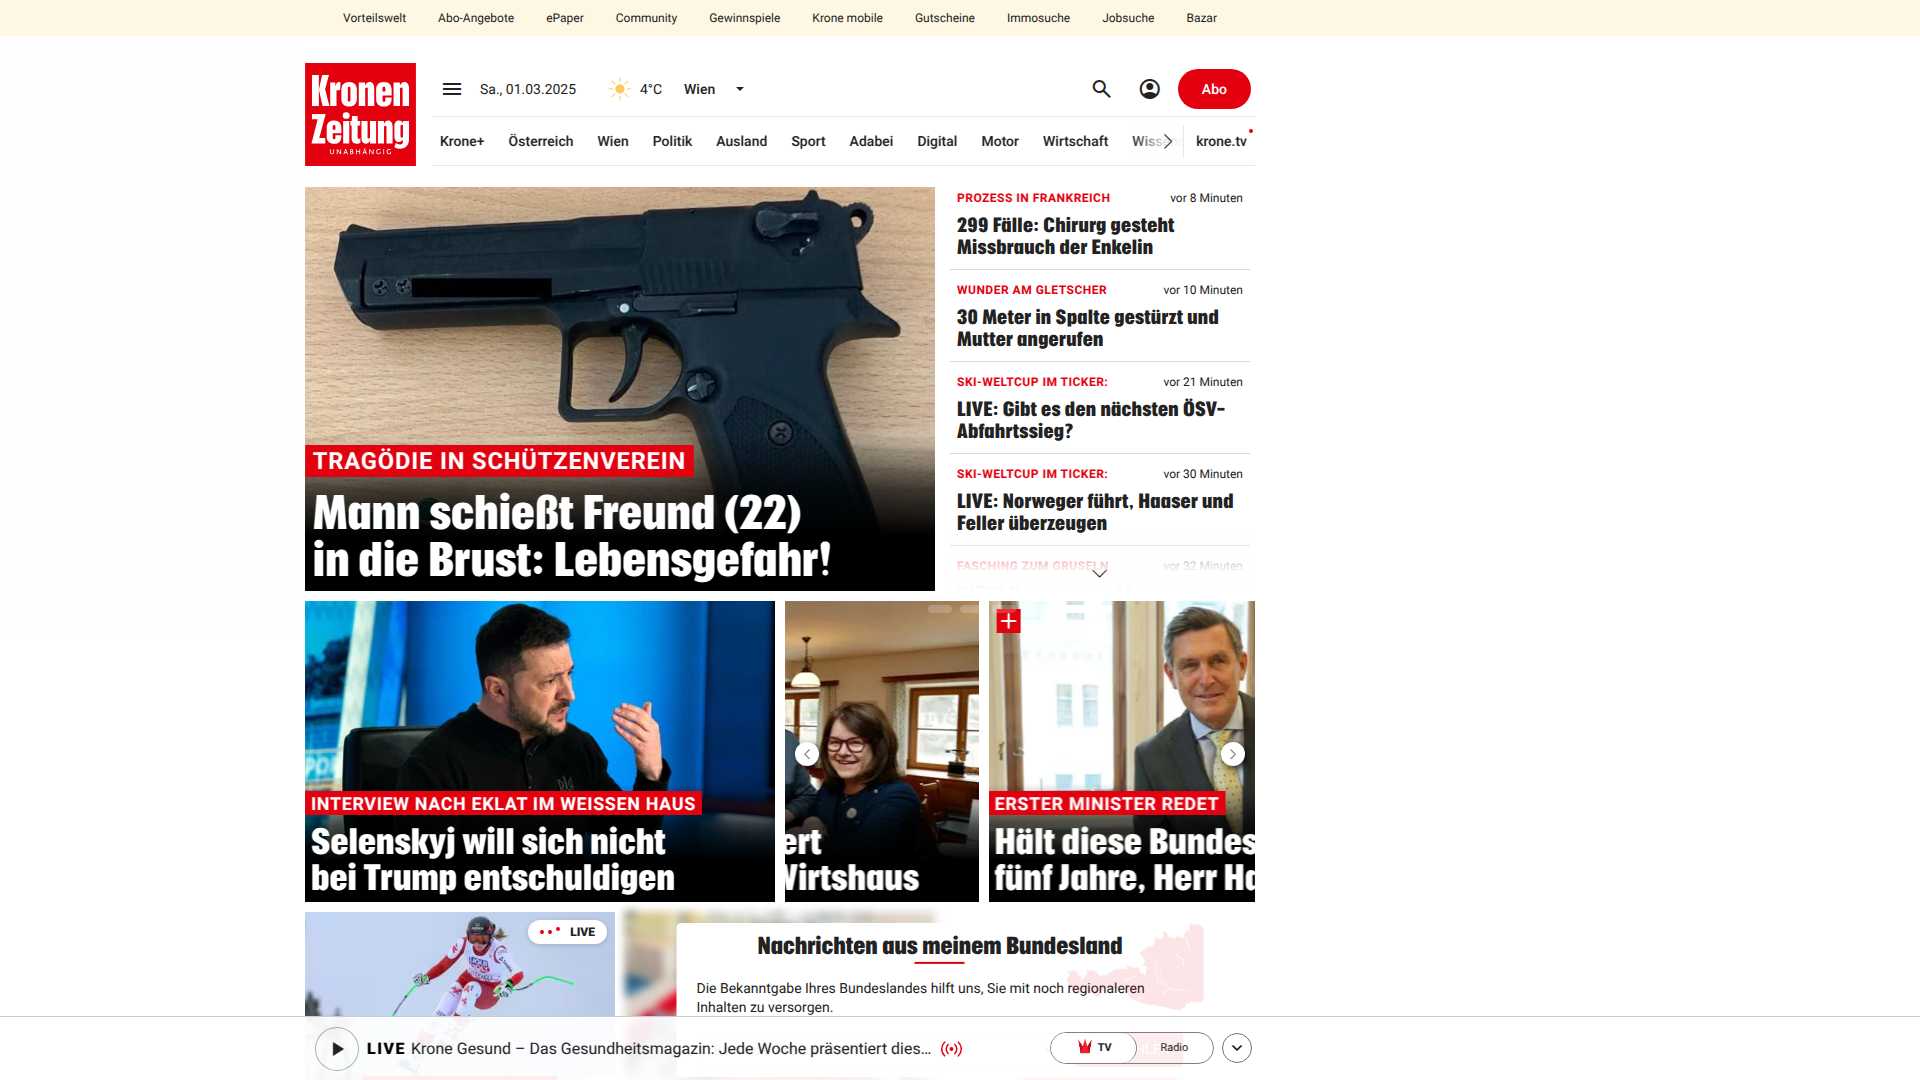 Vorteilswelt Abo-Angebote ePaper Community Gewinnspiele Krone mobile Gutscheine Immosuche Jobsuche Bazar
Kronen
Zeitung
UNABHÄNGIG
Sa., 01.03.2025 4°C Wien Abo
Krone+ Österreich Wien Politik Ausland Sport Adabei Digital Motor Wirtschaft krone.tv
TRAGÖDIE IN SCHÜTZENVEREIN
Mann schießt Freund (22)
in die Brust: Lebensgefahr!
PROZESS IN FRANKREICH vor 8 Minuten
299 Fälle: Chirurg gesteht
Missbrauch der Enkelin
WUNDER AM GLETSCHER vor 10 Minuten
30 Meter in Spalte gestürzt und
Mutter angerufen
SKI-WELTCUP IM TICKER: vor 21 Minuten
LIVE: Gibt es den nächsten ÖSV-
Abfahrtssieg?
SKI-WELTCUP IM TICKER: vor 30 Minuten
LIVE: Norweger führt, Haaser und
Feller überzeugen
FASCHING ZUM GRUSELN vor 32 Minuten
INTERVIEW NACH EKLAT IM WEISSEN HAUS
Selenskyj will sich nicht
bei Trump entschuldigen
ert
Wirtshaus
ERSTER MINISTER REDET
Hält diese Bundes
fünf Jahre, Herr Ha
LIVE
Nachrichten aus meinem Bundesland
Die Bekanntgabe Ihres Bundeslandes hilft uns, Sie mit noch regionaleren
Inhalten zu versorgen.
LIVE Krone Gesund – Das Gesundheitsmagazin: Jede Woche präsentiert dies... TV Radio